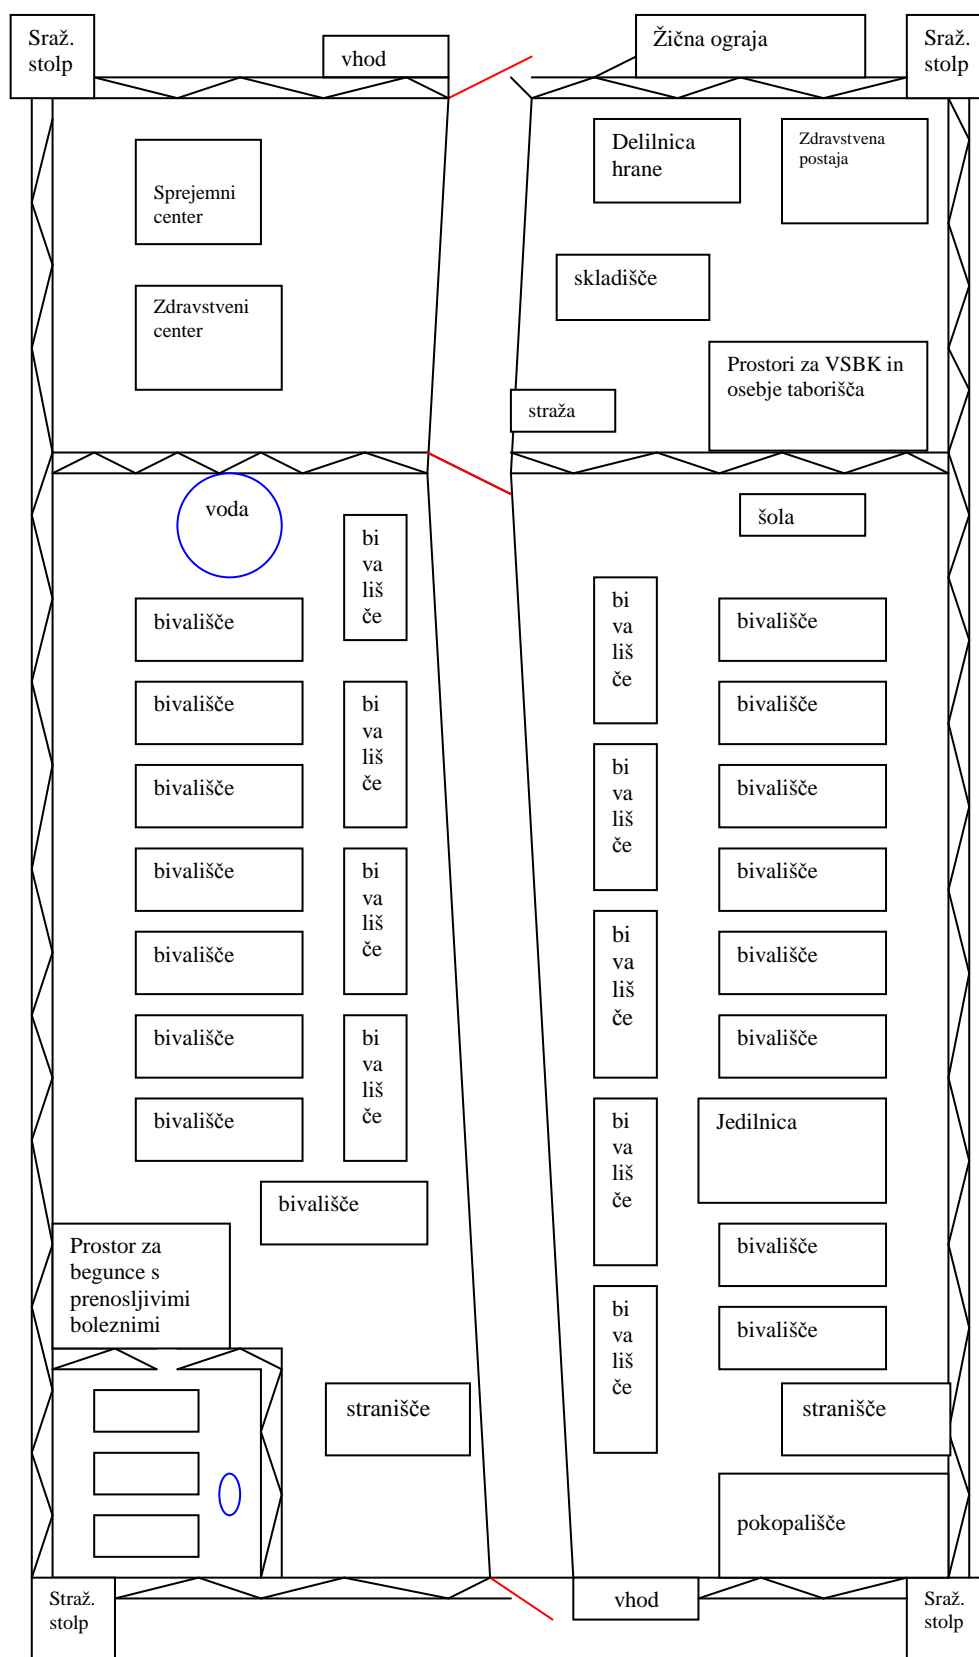 Sraž.
stolp
vhod
Žična ograja
Sraž.
stolp
Sprejemni
center
Delilnica
hrane
Zdravstvena
postaja
Zdravstveni
center
skladišče
Prostori za VSBK in
osebje taborišča
straža
voda
šola
bi
va
liš
če
bivališče
bivališče
bivališče
bivališče
bivališče
bivališče
bivališče
bi
va
liš
če
bi
va
liš
če
bi
va
liš
če
bivališče
bi
va
liš
če
bi
va
liš
če
bi
va
liš
če
bi
va
liš
če
bi
va
liš
če
bivališče
bivališče
bivališče
bivališče
bivališče
bivališče
Jedilnica
bivališče
bivališče
Prostor za
begunce s
prenosljivimi
boleznimi
stranišče
stranišče
pokopališče
Straž.
stolp
vhod
Sraž.
stolp